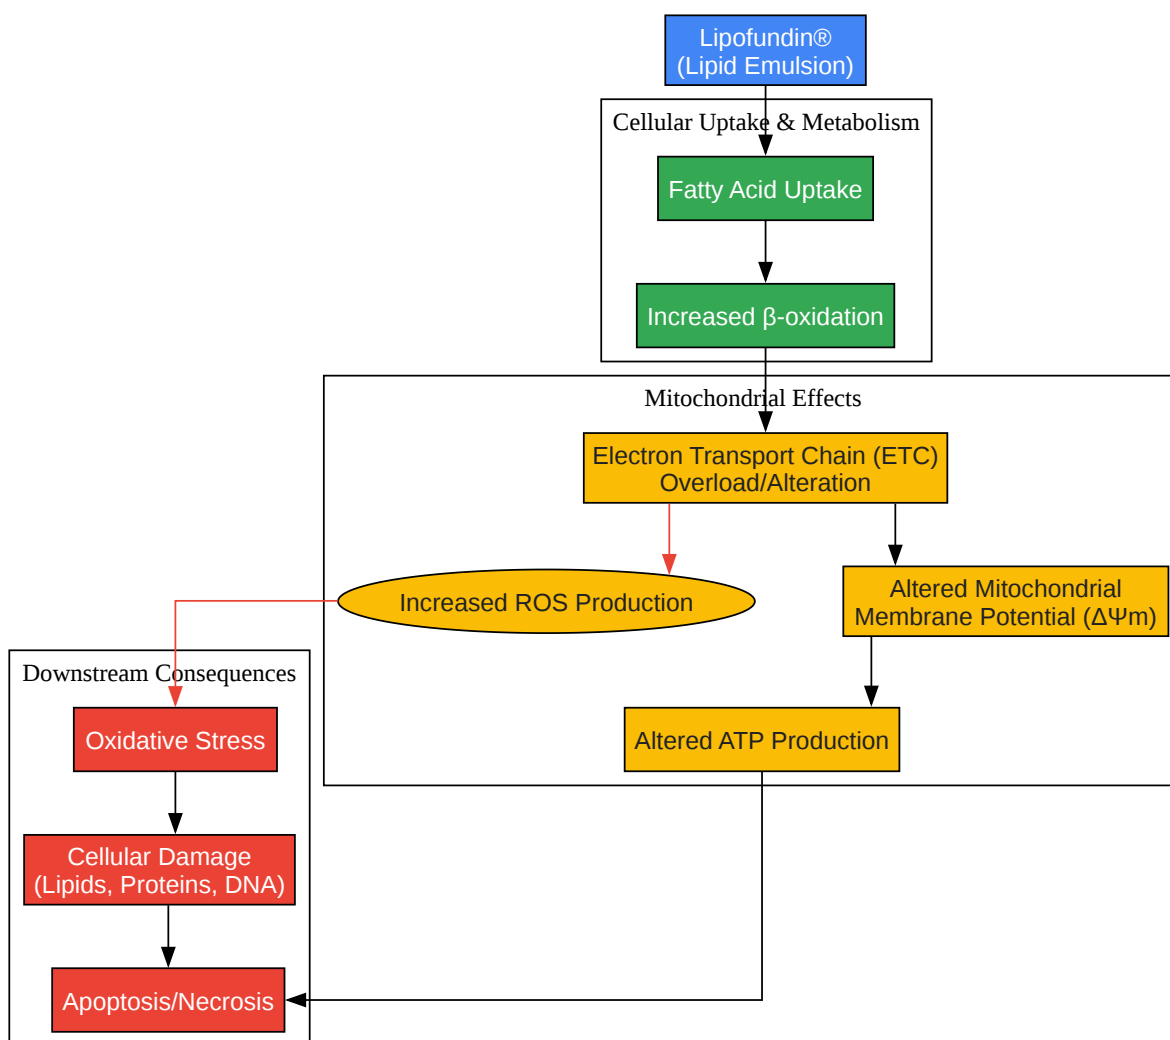 Lipofundin®
(Lipid Emulsion)
Cellular Uptake & Metabolism
Fatty Acid Uptake
Increased β-oxidation
Mitochondrial Effects
Electron Transport Chain (ETC)
Overload/Alteration
Increased ROS Production
Altered Mitochondrial
Membrane Potential (ΔΨm)
Downstream Consequences
Oxidative Stress
Altered ATP Production
Cellular Damage
(Lipids, Proteins, DNA)
Apoptosis/Necrosis